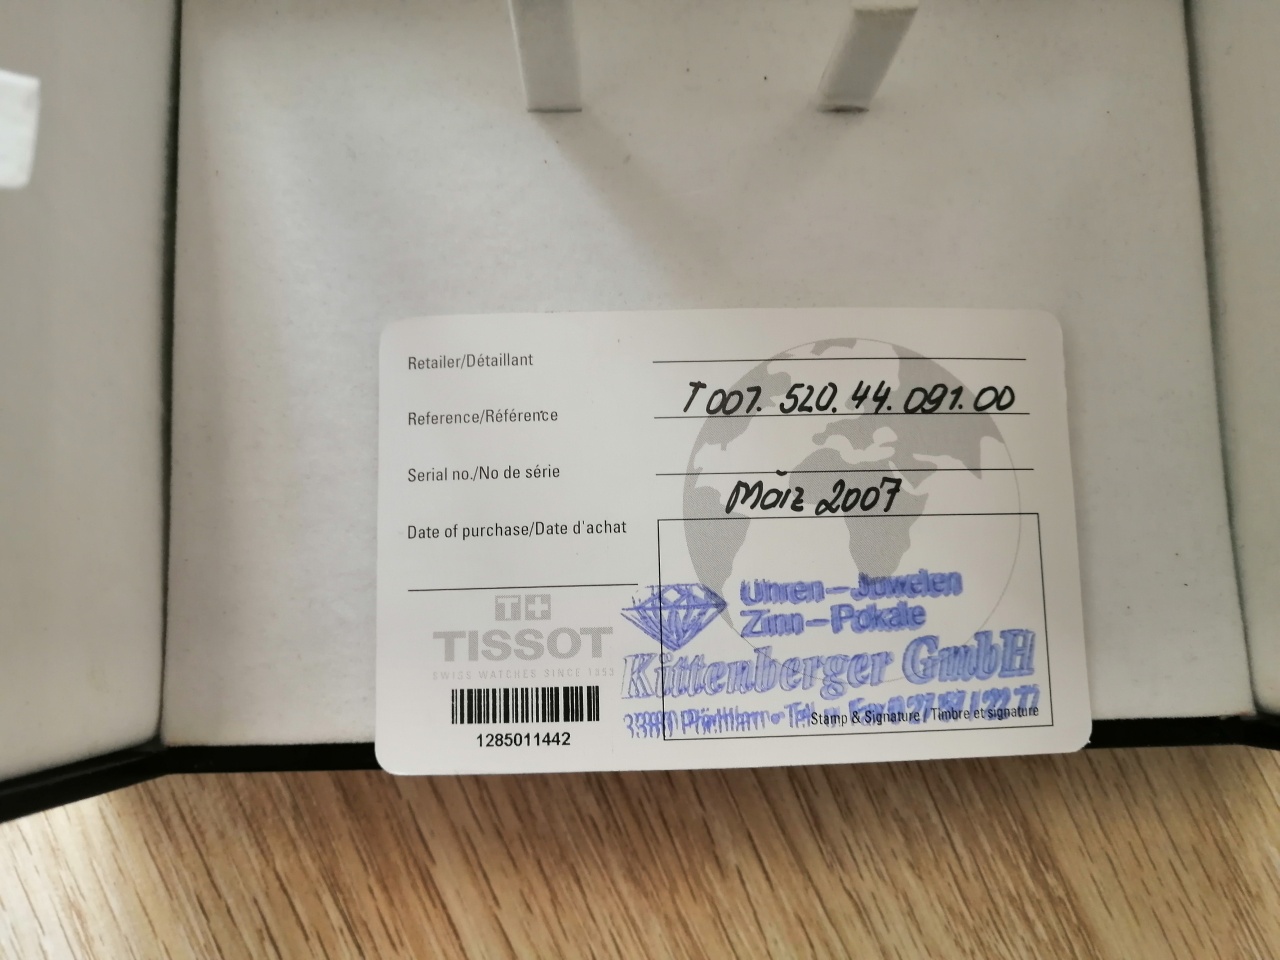 Retailer/Détaillant
Reference/Référence
T007.520.44.091.00
Serial no./No de série
März 2007
Date of purchase/Date d'achat
T+
TISSOT
SWISS WATCHES SINCE 1853
1285011442
Uhren-Juwelen
Zinn-Pokale
Kittenberger GmbH
Stamp & Signature / Timbre et signature